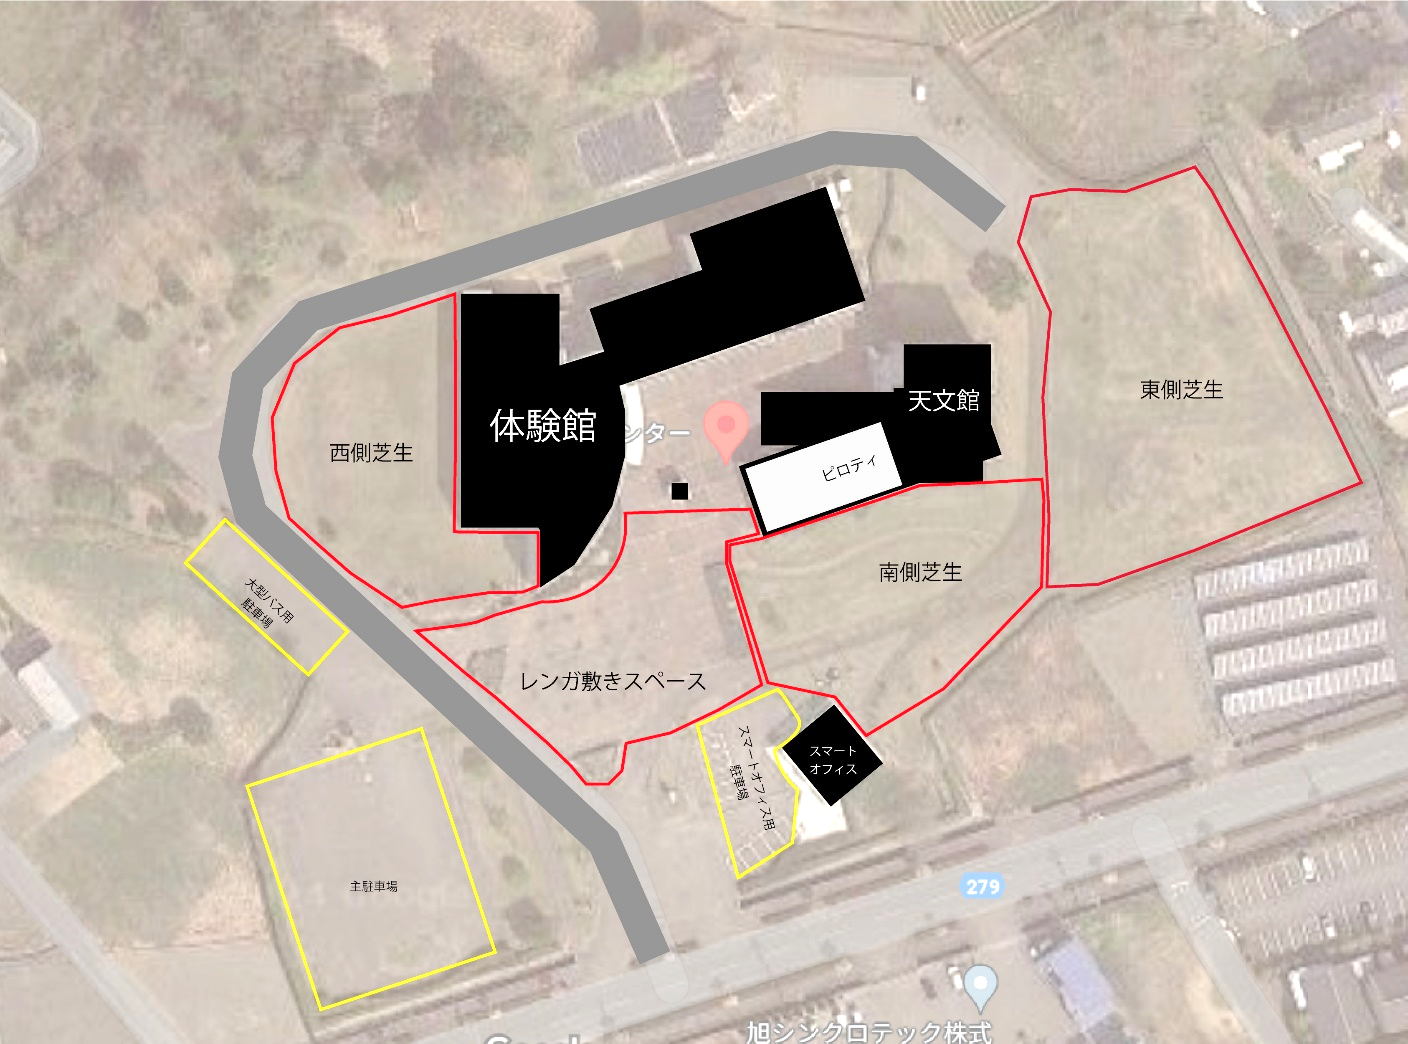 天文館
東側芝生
体験館
ンター
西側芝生
ピロティ
南側芝生
大型バス用
駐車場
レンガ敷きスペース
スマートオフィス用
駐車場
スマート
オフィス
主駐車場
279
旭シンクロテック株式